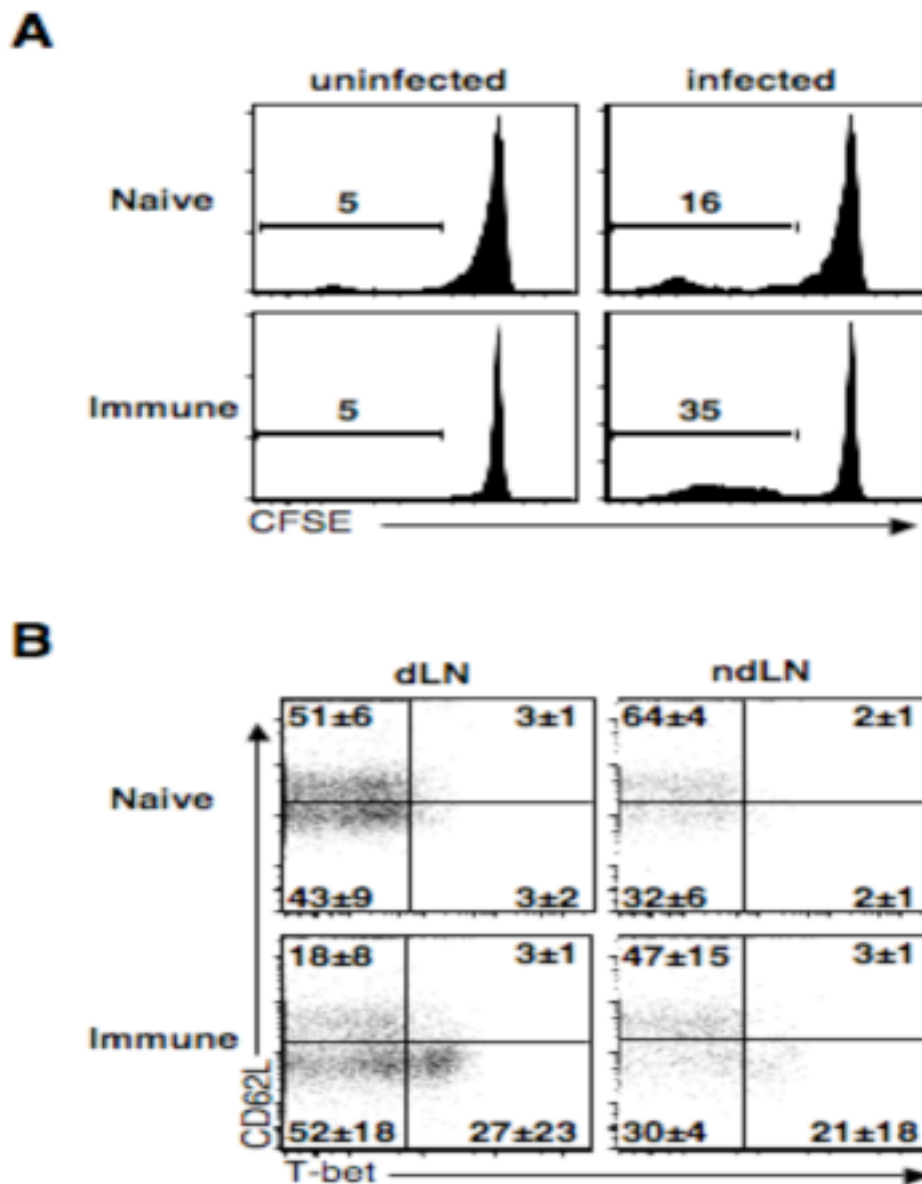 A
uninfected infected
Naive 5 16
Immune 5 35
CFSE
B
dLN ndLN
51±6 3±1 64±4 2±1
Naive
43±9 3±2 32±6 2±1
18±8 3±1 47±15 3±1
Immune
CD62L
52±18 27±23 30±4 21±18
T-bet